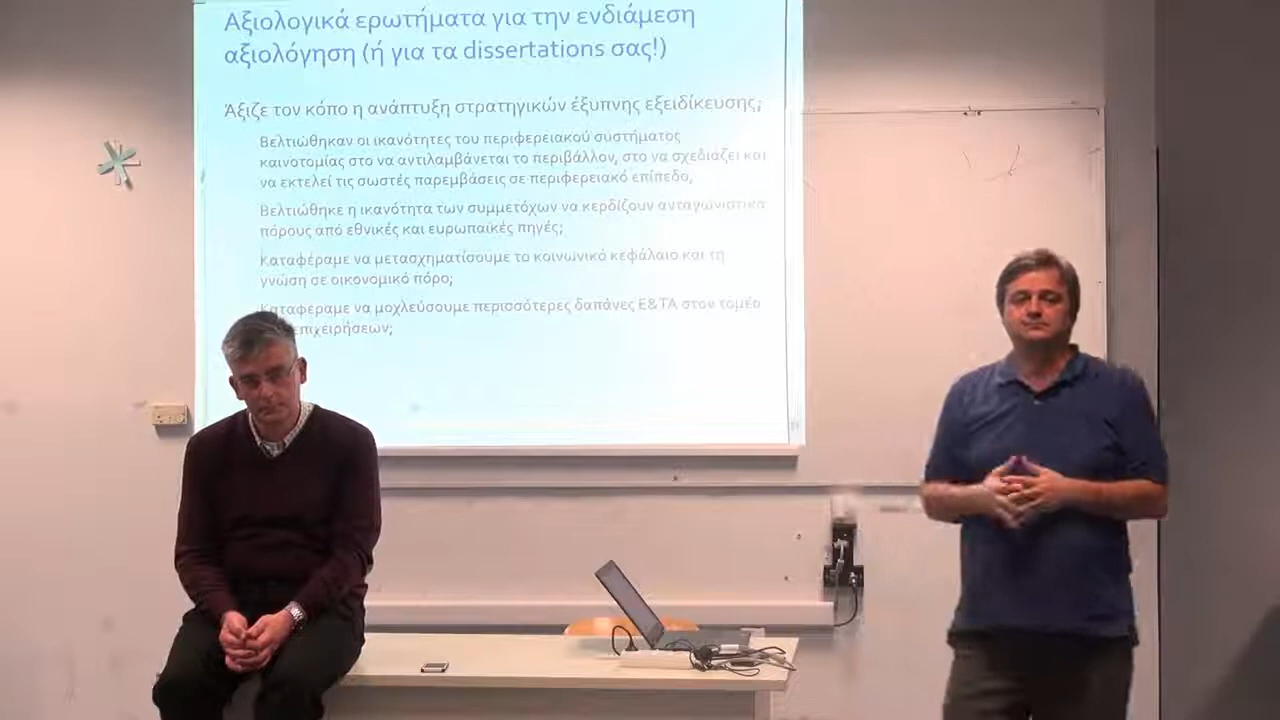 Αξιολογικά ερωτήματα για την ενδιάμεση
αξιολόγηση (ή για τα dissertations σας!)
Άξιζε τον κόπο η ανάπτυξη στρατηγικών έξυπνης εξειδίκευσης;
Βελτιώθηκαν οι ικανότητες του περιφερειακού συστήματος
καινοτομίας στο να αντιλαμβάνεται το περιβάλλον, στο να σχεδιάζει και
να εκτελεί τις σωστές παρεμβάσεις σε περιφερειακό επίπεδο,
Βελτιώθηκε η ικανότητα των συμμετόχων να κερδίζουν ανταγωνιστικά
πόρους από εθνικές και ευρωπαϊκές πηγές;
Καταφέραμε να μετασχηματίσουμε το κοινωνικό κεφάλαιο και τη
γνώση σε οικονομικό πόρο;
Καταφέραμε να μοχλεύσουμε περισσότερες δαπάνες Ε&ΤΑ στον τομέα
επιχειρήσεων;